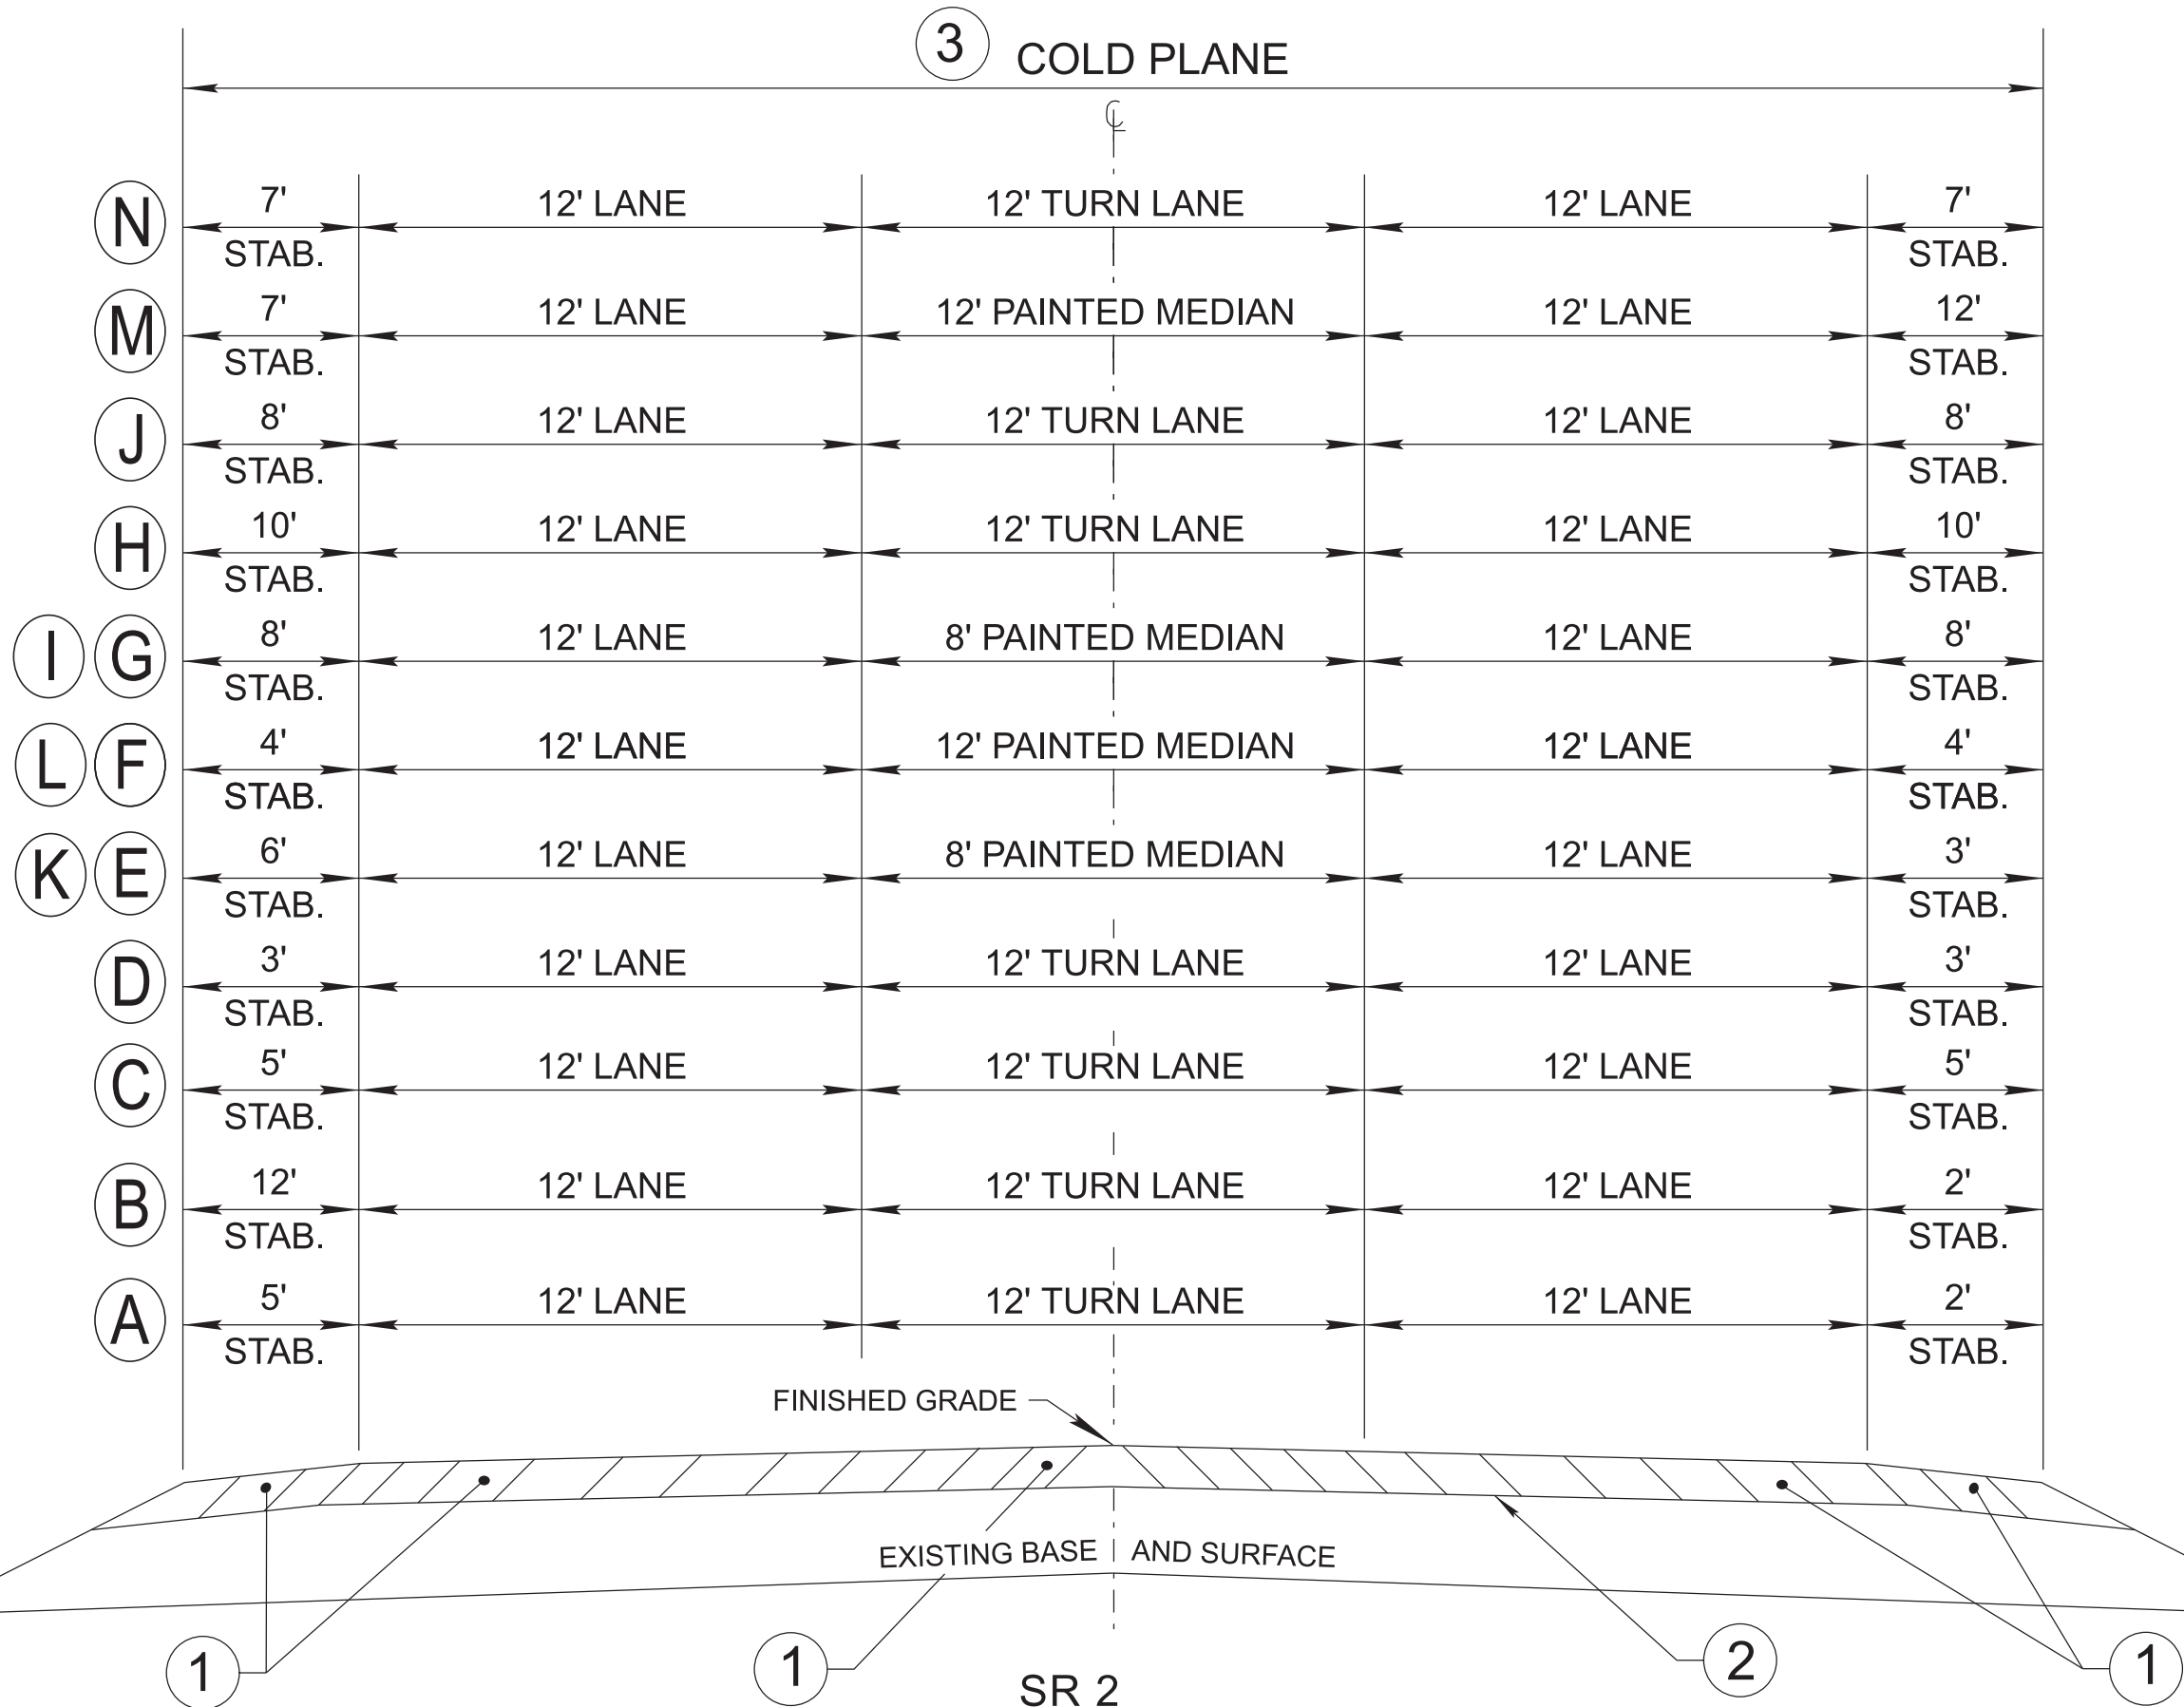 3 COLD PLANE
CL
N 7' STAB. 12' LANE 12' TURN LANE 12' LANE 7' STAB.
M 7' STAB. 12' LANE 12' PAINTED MEDIAN 12' LANE 12' STAB.
J 8' STAB. 12' LANE 12' TURN LANE 12' LANE 8' STAB.
H 10' STAB. 12' LANE 12' TURN LANE 12' LANE 10' STAB.
I G 8' STAB. 12' LANE 8' PAINTED MEDIAN 12' LANE 8' STAB.
L F 4' STAB. 12' LANE 12' PAINTED MEDIAN 12' LANE 4' STAB.
K E 6' STAB. 12' LANE 8' PAINTED MEDIAN 12' LANE 3' STAB.
D 3' STAB. 12' LANE 12' TURN LANE 12' LANE 3' STAB.
C 5' STAB. 12' LANE 12' TURN LANE 12' LANE 5' STAB.
B 12' STAB. 12' LANE 12' TURN LANE 12' LANE 2' STAB.
A 5' STAB. 12' LANE 12' TURN LANE 12' LANE 2' STAB.
FINISHED GRADE
EXISTING BASE AND SURFACE
1 1 2 1
SR 2